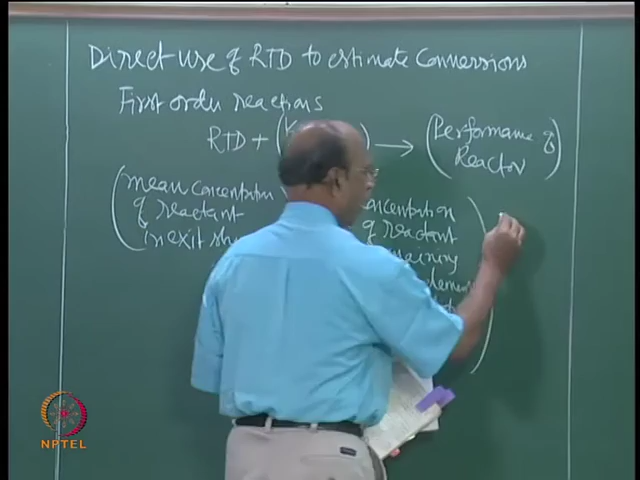 Direct use of RTD to estimate Conversions
First order reactions
RTD + ( ) → (Performance of
Reactor)
(mean concentration
of reactant
in exit
concentration
of reactant
remaining
NPTEL